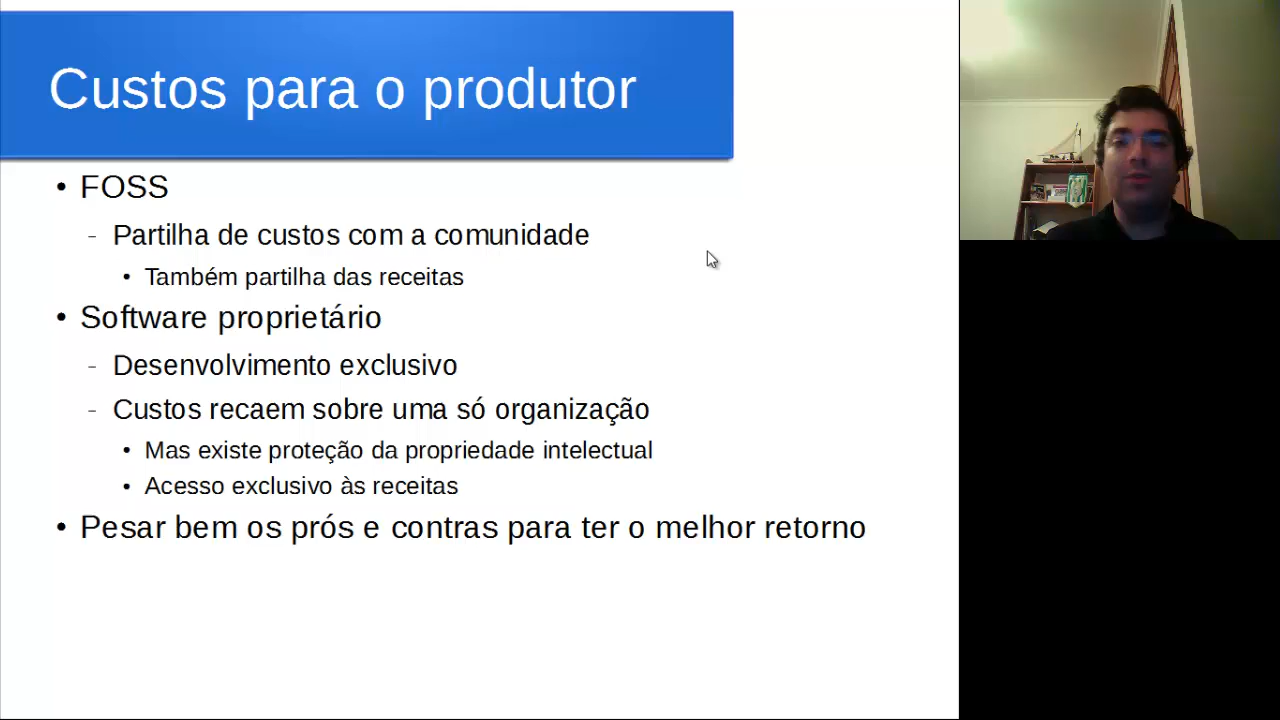 Custos para o produtor
• FOSS
- Partilha de custos com a comunidade
• Também partilha das receitas
• Software proprietário
- Desenvolvimento exclusivo
- Custos recaem sobre uma só organização
• Mas existe proteção da propriedade intelectual
• Acesso exclusivo às receitas
• Pesar bem os prós e contras para ter o melhor retorno